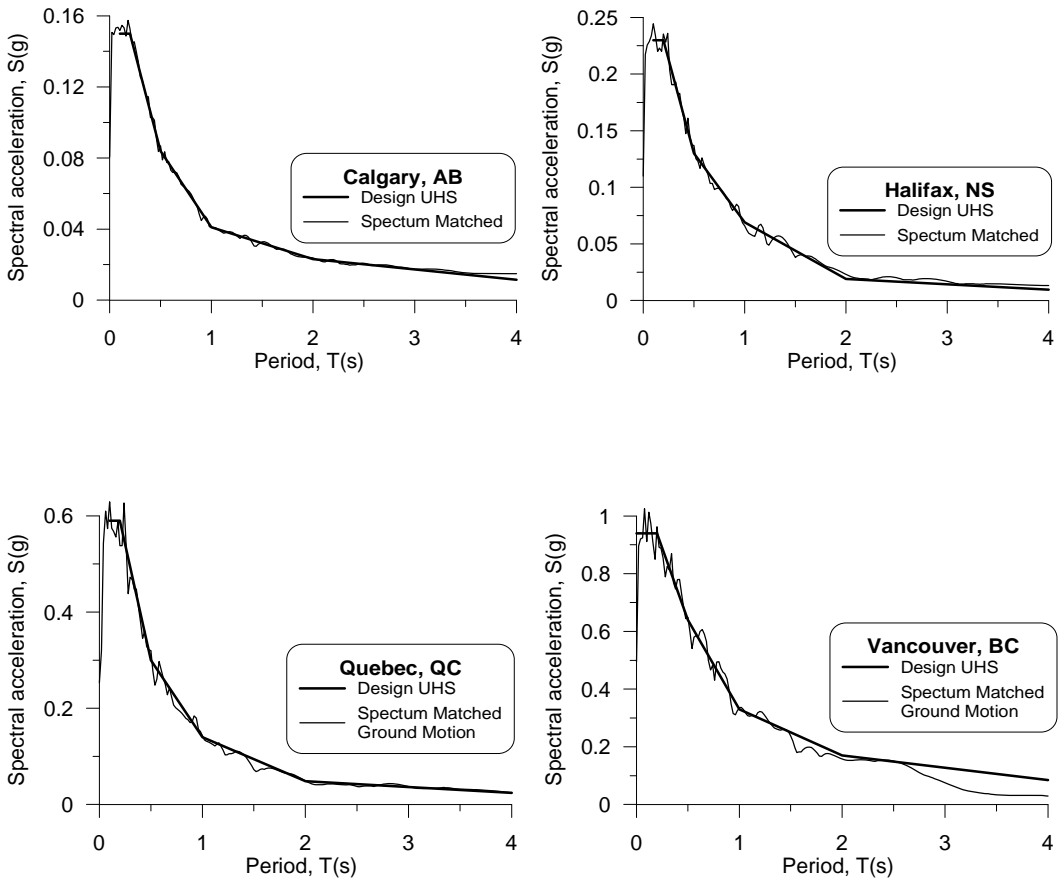 0.16
0.12
0.08
0.04
0
Spectral acceleration, S(g)
0 1 2 3 4
Period, T(s)
Calgary, AB
Design UHS
Spectum Matched
0.25
0.2
0.15
0.1
0.05
0
Spectral acceleration, S(g)
0 1 2 3 4
Period, T(s)
Halifax, NS
Design UHS
Spectum Matched
0.6
0.4
0.2
0
Spectral acceleration, S(g)
0 1 2 3 4
Period, T(s)
Quebec, QC
Design UHS
Spectum Matched
Ground Motion
1
0.8
0.6
0.4
0.2
0
Spectral acceleration, S(g)
0 1 2 3 4
Period, T(s)
Vancouver, BC
Design UHS
Spectum Matched
Ground Motion